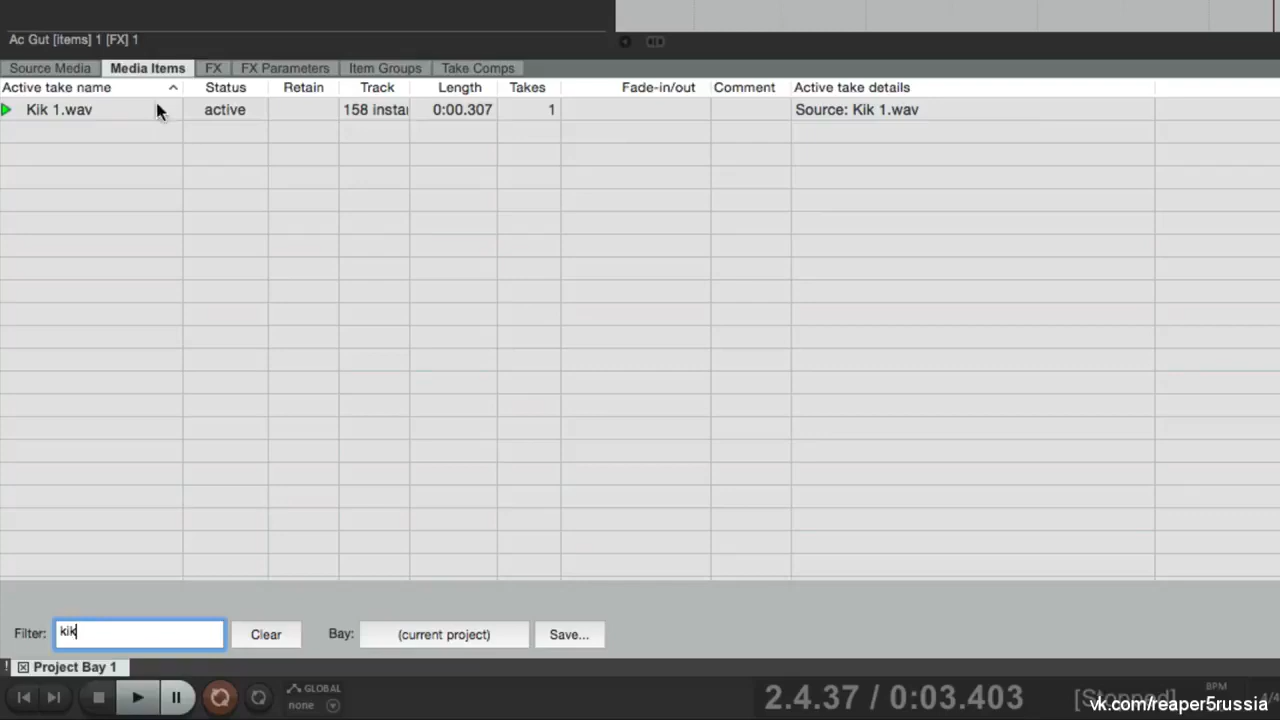 Ac Gut [items] 1 [FX] 1
Source Media Media Items FX FX Parameters Item Groups Take Comps
Active take name Status Retain Track Length Takes Fade-in/out Comment Active take details
Kik 1.wav active 158 instar 0:00.307 1 Source: Kik 1.wav
Filter: kik Clear Bay: (current project) Save...
! Project Bay 1
GLOBAL
none
2.4.37 / 0:03.403 [Stopped] BPM 4/4
vk.com/reaper5russia